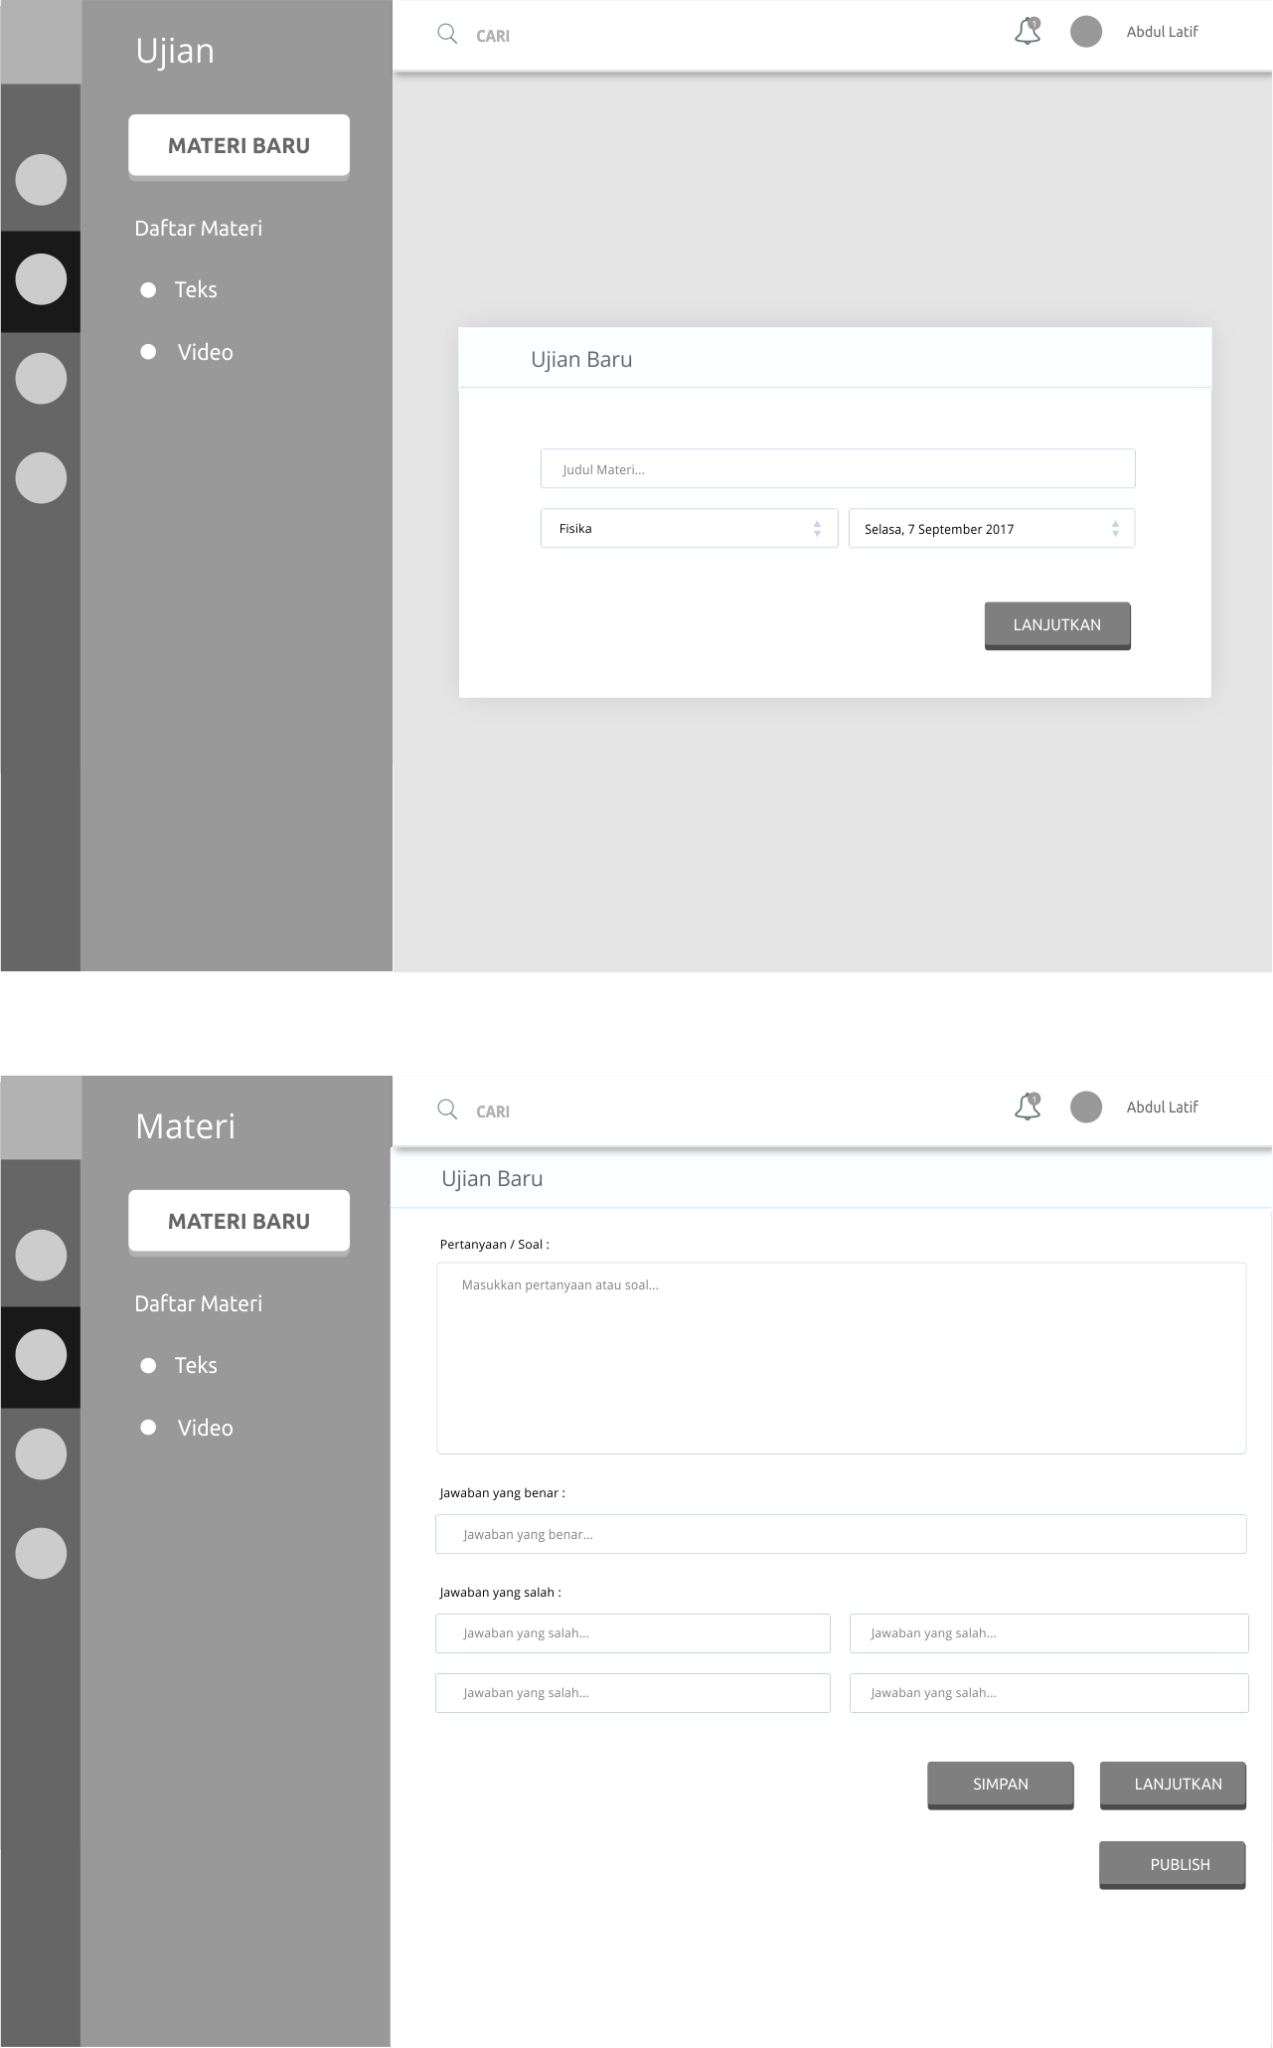 Ujian
CARI
1
Abdul Latif
MATERI BARU
Daftar Materi
Teks
Video
Ujian Baru
Judul Materi...
Fisika
Selasa, 7 September 2017
LANJUTKAN
Materi
CARI
1
Abdul Latif
MATERI BARU
Daftar Materi
Teks
Video
Ujian Baru
Pertanyaan / Soal :
Masukkan pertanyaan atau soal...
Jawaban yang benar :
Jawaban yang benar...
Jawaban yang salah :
Jawaban yang salah...
Jawaban yang salah...
Jawaban yang salah...
Jawaban yang salah...
SIMPAN
LANJUTKAN
PUBLISH